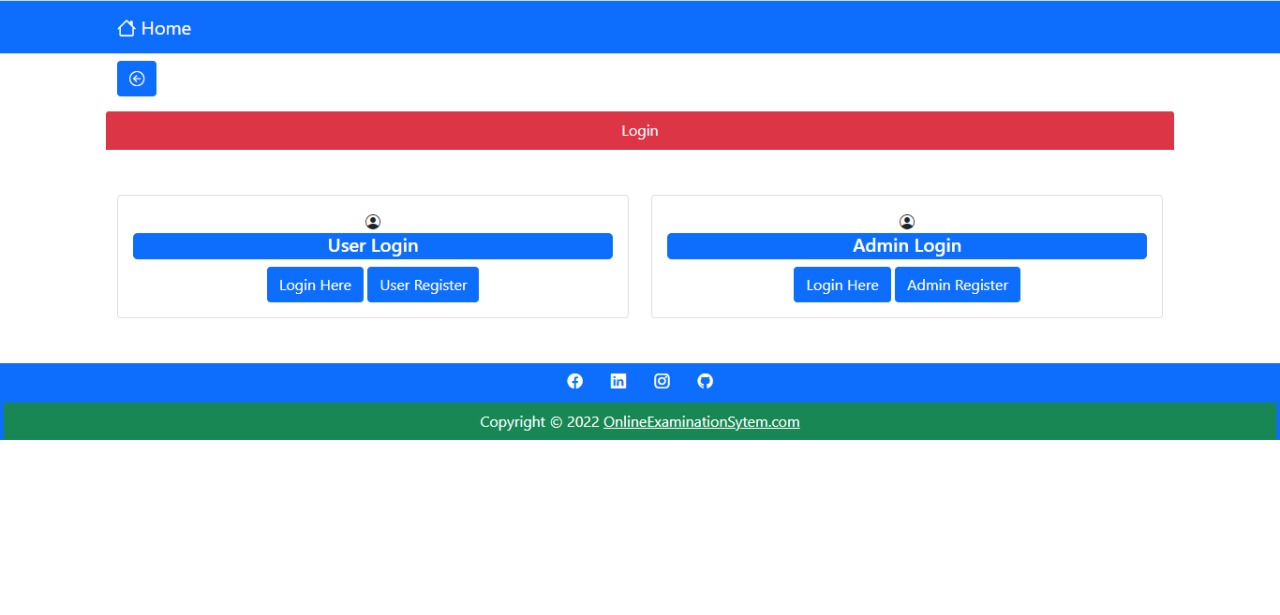 Home
Login
User Login
Login Here User Register
Admin Login
Login Here Admin Register
Copyright © 2022 OnlineExaminationSytem.com